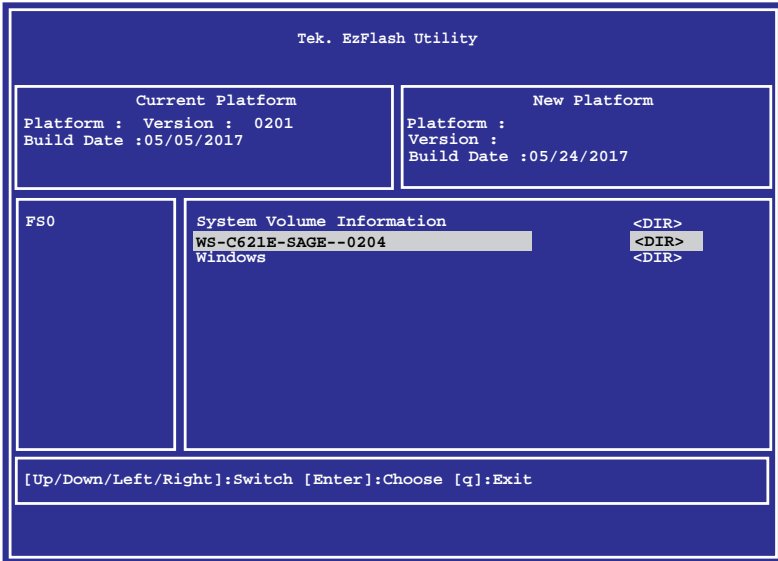 Tek. EzFlash Utility
Current Platform
Platform : Version : 0201
Build Date :05/05/2017
New Platform
Platform :
Version :
Build Date :05/24/2017
FS0
System Volume Information <DIR>
WS-C621E-SAGE--0204 <DIR>
Windows <DIR>
[Up/Down/Left/Right]:Switch [Enter]:Choose [q]:Exit